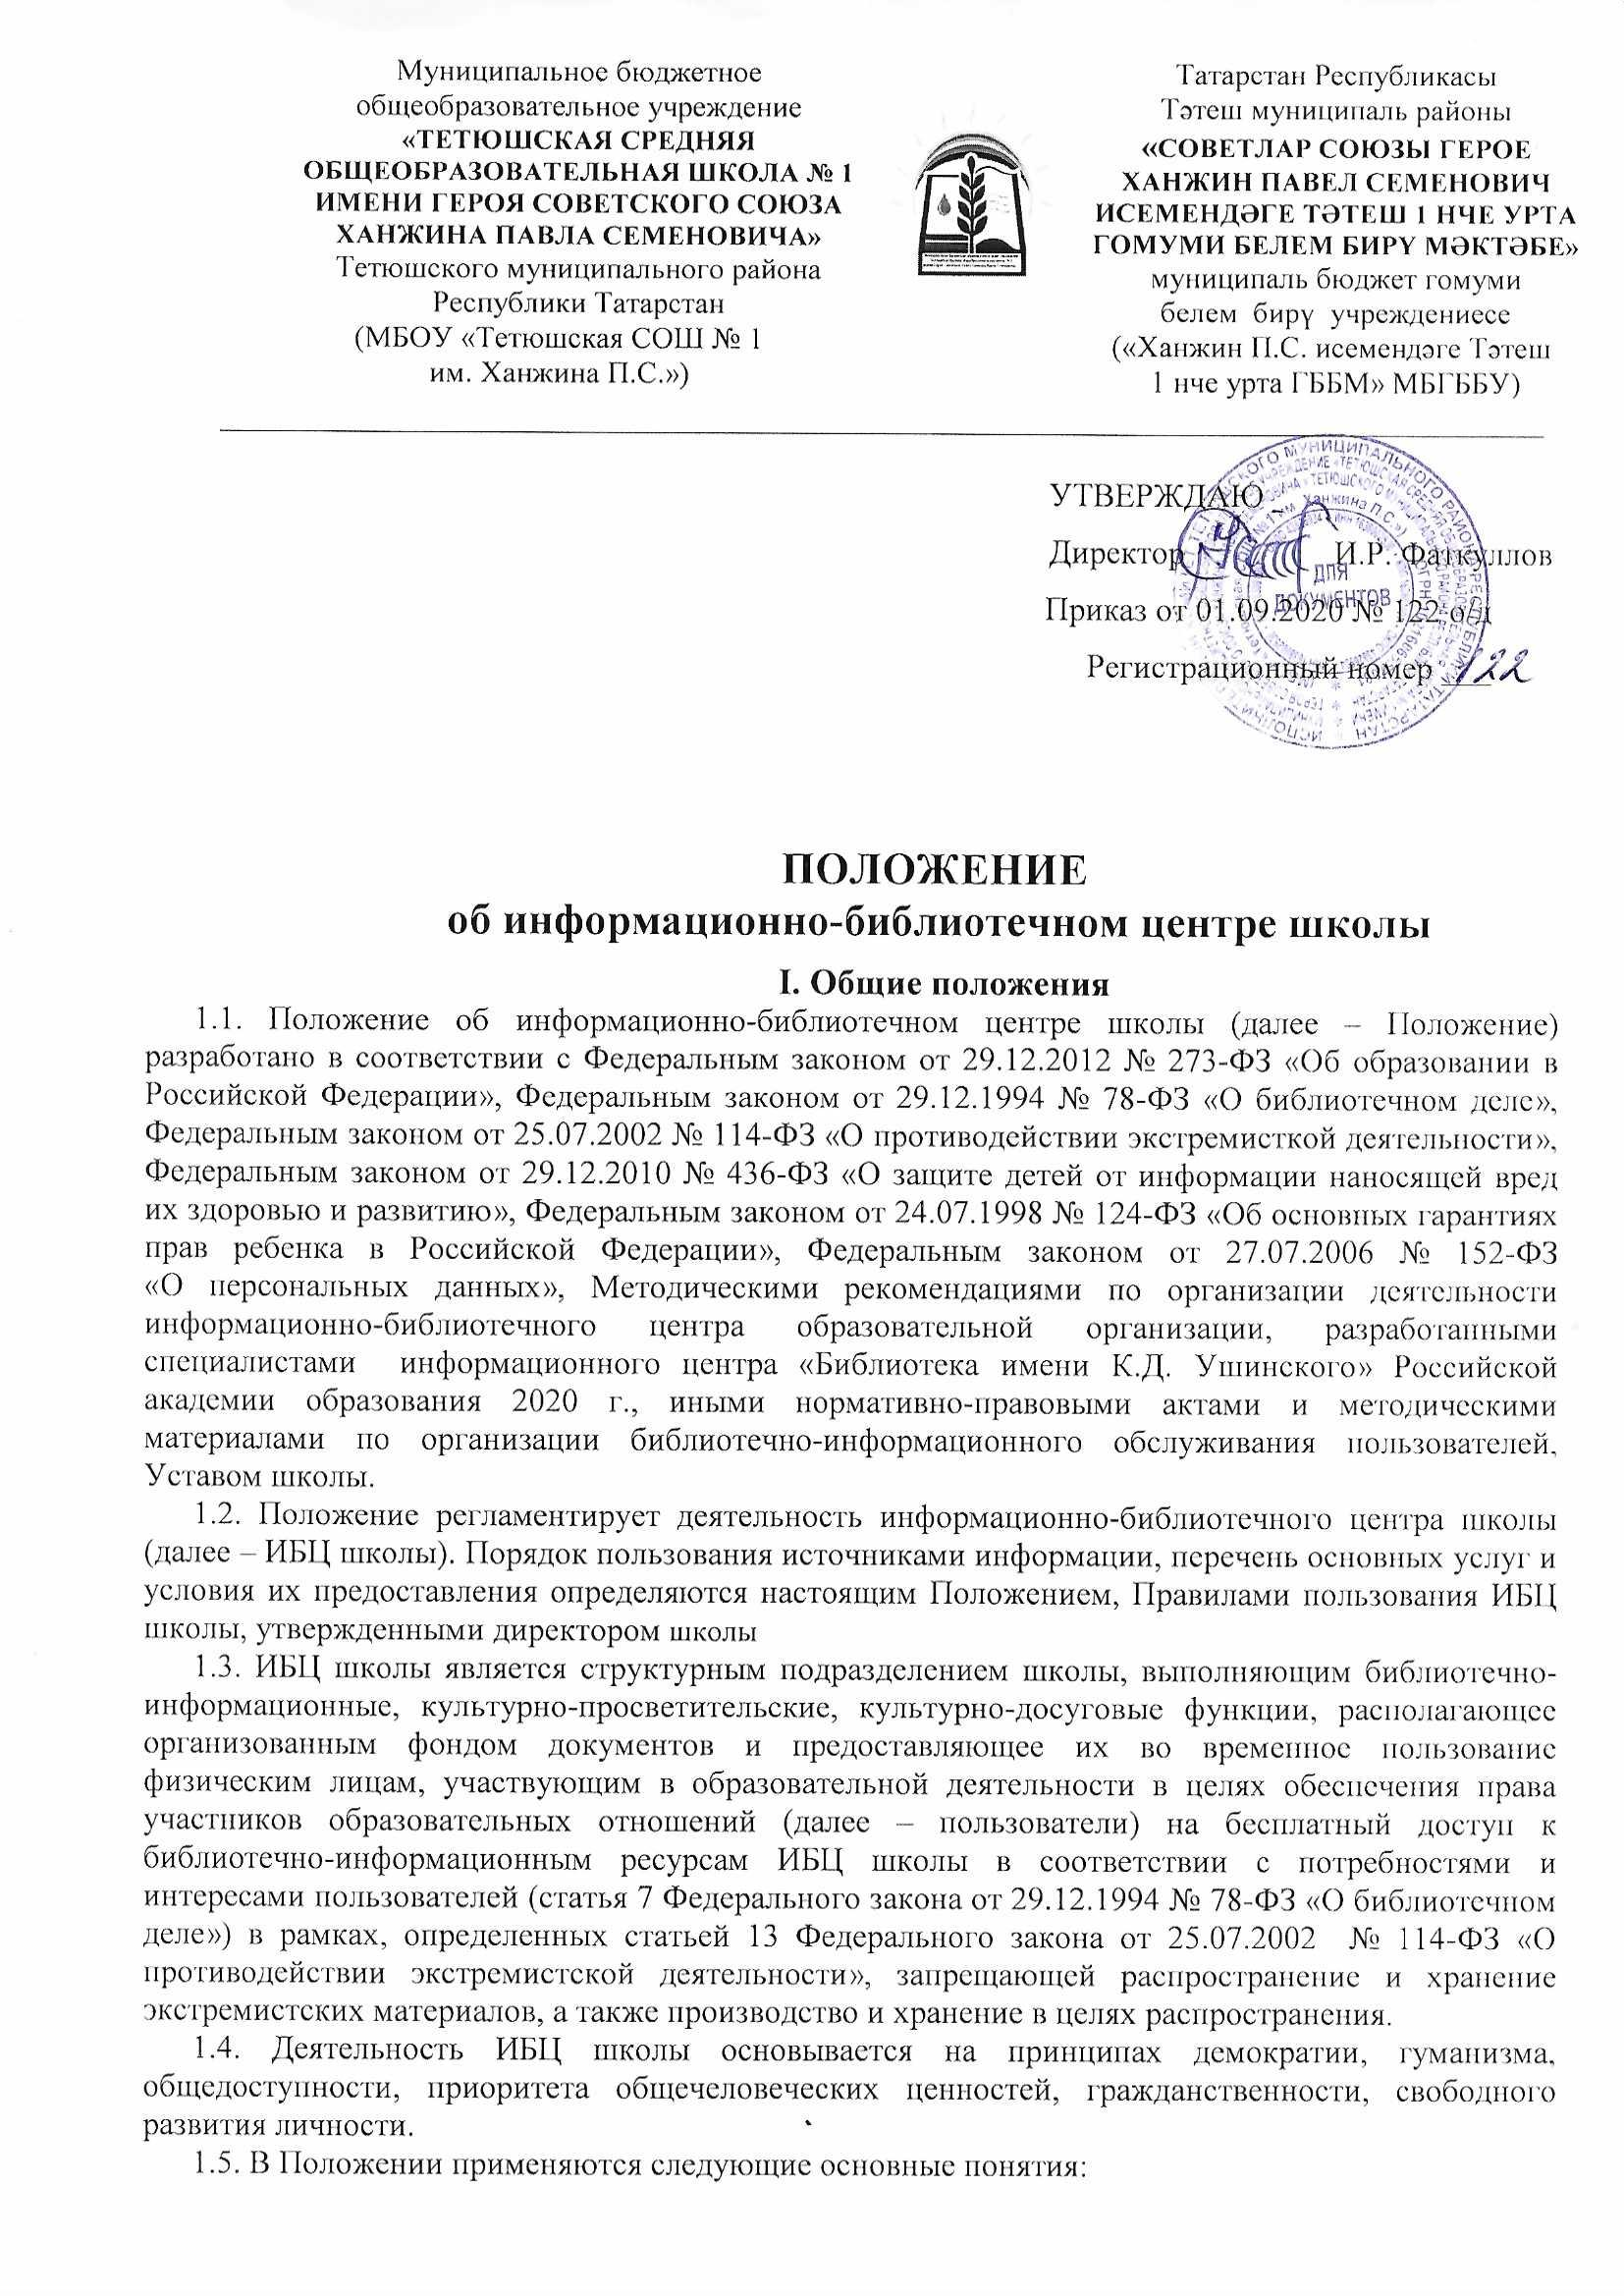 Муниципальное бюджетное
общеобразовательное учреждение
«ТЕТЮШСКАЯ СРЕДНЯЯ
ОБЩЕОБРАЗОВАТЕЛЬНАЯ ШКОЛА № 1
ИМЕНИ ГЕРОЯ СОВЕТСКОГО СОЮЗА
ХАНЖИНА ПАВЛА СЕМЕНОВИЧА»
Тетюшского муниципального района
Республики Татарстан
(МБОУ «Тетюшская СОШ № 1
им. Ханжина П.С.»)
Татарстан Республикасы
Тәтеш муниципаль районы
«СОВЕТЛАР СОЮЗЫ ГЕРОЕ
ХАНЖИН ПАВЕЛ СЕМЕНОВИЧ
ИСЕМЕНДӘГЕ ТӘТЕШ 1 НЧЕ УРТА
ГОМУМИ БЕЛЕМ БИРҮ МӘКТӘБЕ»
муниципаль бюджет гомуми
белем бирү учреждениесе
(«Ханжин П.С. исемендәге Тәтеш
1 нче урта ГББМ» МБГББУ)
УТВЕРЖДАЮ
Директор И.Р. Фаткуллов
Приказ от 01.09.2020 № 122 о/д
Регистрационный номер 122
ДЛЯ
ДОКУМЕНТОВ
ПОЛОЖЕНИЕ
об информационно-библиотечном центре школы
I. Общие положения
1.1. Положение об информационно-библиотечном центре школы (далее – Положение)
разработано в соответствии с Федеральным законом от 29.12.2012 № 273-ФЗ «Об образовании в
Российской Федерации», Федеральным законом от 29.12.1994 № 78-ФЗ «О библиотечном деле»,
Федеральным законом от 25.07.2002 № 114-ФЗ «О противодействии экстремисткой деятельности»,
Федеральным законом от 29.12.2010 № 436-ФЗ «О защите детей от информации наносящей вред
их здоровью и развитию», Федеральным законом от 24.07.1998 № 124-ФЗ «Об основных гарантиях
прав ребенка в Российской Федерации», Федеральным законом от 27.07.2006 № 152-ФЗ
«О персональных данных», Методическими рекомендациями по организации деятельности
информационно-библиотечного центра образовательной организации, разработанными
специалистами информационного центра «Библиотека имени К.Д. Ушинского» Российской
академии образования 2020 г., иными нормативно-правовыми актами и методическими
материалами по организации библиотечно-информационного обслуживания пользователей,
Уставом школы.
1.2. Положение регламентирует деятельность информационно-библиотечного центра школы
(далее – ИБЦ школы). Порядок пользования источниками информации, перечень основных услуг и
условия их предоставления определяются настоящим Положением, Правилами пользования ИБЦ
школы, утвержденными директором школы
1.3. ИБЦ школы является структурным подразделением школы, выполняющим библиотечно-
информационные, культурно-просветительские, культурно-досуговые функции, располагающее
организованным фондом документов и предоставляющее их во временное пользование
физическим лицам, участвующим в образовательной деятельности в целях обеспечения права
участников образовательных отношений (далее – пользователи) на бесплатный доступ к
библиотечно-информационным ресурсам ИБЦ школы в соответствии с потребностями и
интересами пользователей (статья 7 Федерального закона от 29.12.1994 № 78-ФЗ «О библиотечном
деле») в рамках, определенных статьей 13 Федерального закона от 25.07.2002 № 114-ФЗ «О
противодействии экстремистской деятельности», запрещающей распространение и хранение
экстремистских материалов, а также производство и хранение в целях распространения.
1.4. Деятельность ИБЦ школы основывается на принципах демократии, гуманизма,
общедоступности, приоритета общечеловеческих ценностей, гражданственности, свободного
развития личности.
1.5. В Положении применяются следующие основные понятия: